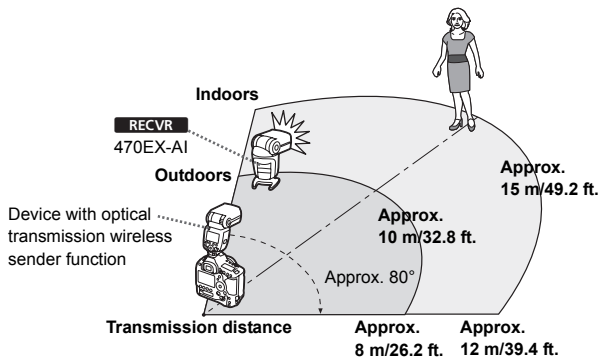 Indoors
RECVR
470EX-AI
Outdoors
Device with optical
transmission wireless
sender function
Approx.
15 m/49.2 ft.
Approx.
10 m/32.8 ft.
Approx. 80°
Transmission distance
Approx.
8 m/26.2 ft.
Approx.
12 m/39.4 ft.